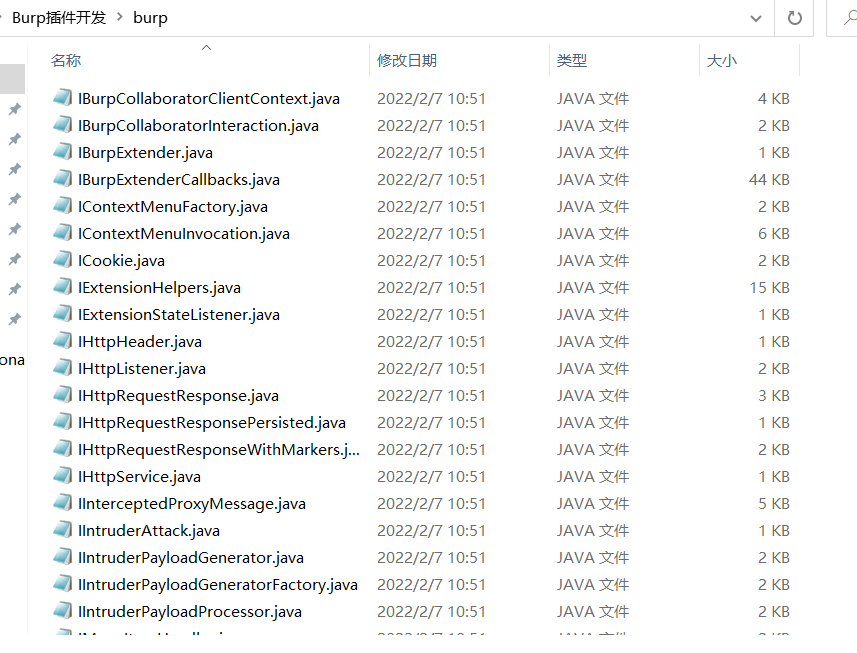 Burp插件开发 > burp
名称 修改日期 类型 大小
IBurpCollaboratorClientContext.java 2022/2/7 10:51 JAVA 文件 4 KB
IBurpCollaboratorInteraction.java 2022/2/7 10:51 JAVA 文件 2 KB
IBurpExtender.java 2022/2/7 10:51 JAVA 文件 1 KB
IBurpExtenderCallbacks.java 2022/2/7 10:51 JAVA 文件 44 KB
IContextMenuFactory.java 2022/2/7 10:51 JAVA 文件 2 KB
IContextMenuInvocation.java 2022/2/7 10:51 JAVA 文件 6 KB
ICookie.java 2022/2/7 10:51 JAVA 文件 2 KB
IExtensionHelpers.java 2022/2/7 10:51 JAVA 文件 15 KB
IExtensionStateListener.java 2022/2/7 10:51 JAVA 文件 1 KB
IHttpHeader.java 2022/2/7 10:51 JAVA 文件 1 KB
ona
IHttpListener.java 2022/2/7 10:51 JAVA 文件 2 KB
IHttpRequestResponse.java 2022/2/7 10:51 JAVA 文件 3 KB
IHttpRequestResponsePersisted.java 2022/2/7 10:51 JAVA 文件 1 KB
IHttpRequestResponseWithMarkers.j... 2022/2/7 10:51 JAVA 文件 2 KB
IHttpService.java 2022/2/7 10:51 JAVA 文件 1 KB
IInterceptedProxyMessage.java 2022/2/7 10:51 JAVA 文件 5 KB
IIntruderAttack.java 2022/2/7 10:51 JAVA 文件 1 KB
IIntruderPayloadGenerator.java 2022/2/7 10:51 JAVA 文件 2 KB
IIntruderPayloadGeneratorFactory.java 2022/2/7 10:51 JAVA 文件 2 KB
IIntruderPayloadProcessor.java 2022/2/7 10:51 JAVA 文件 2 KB